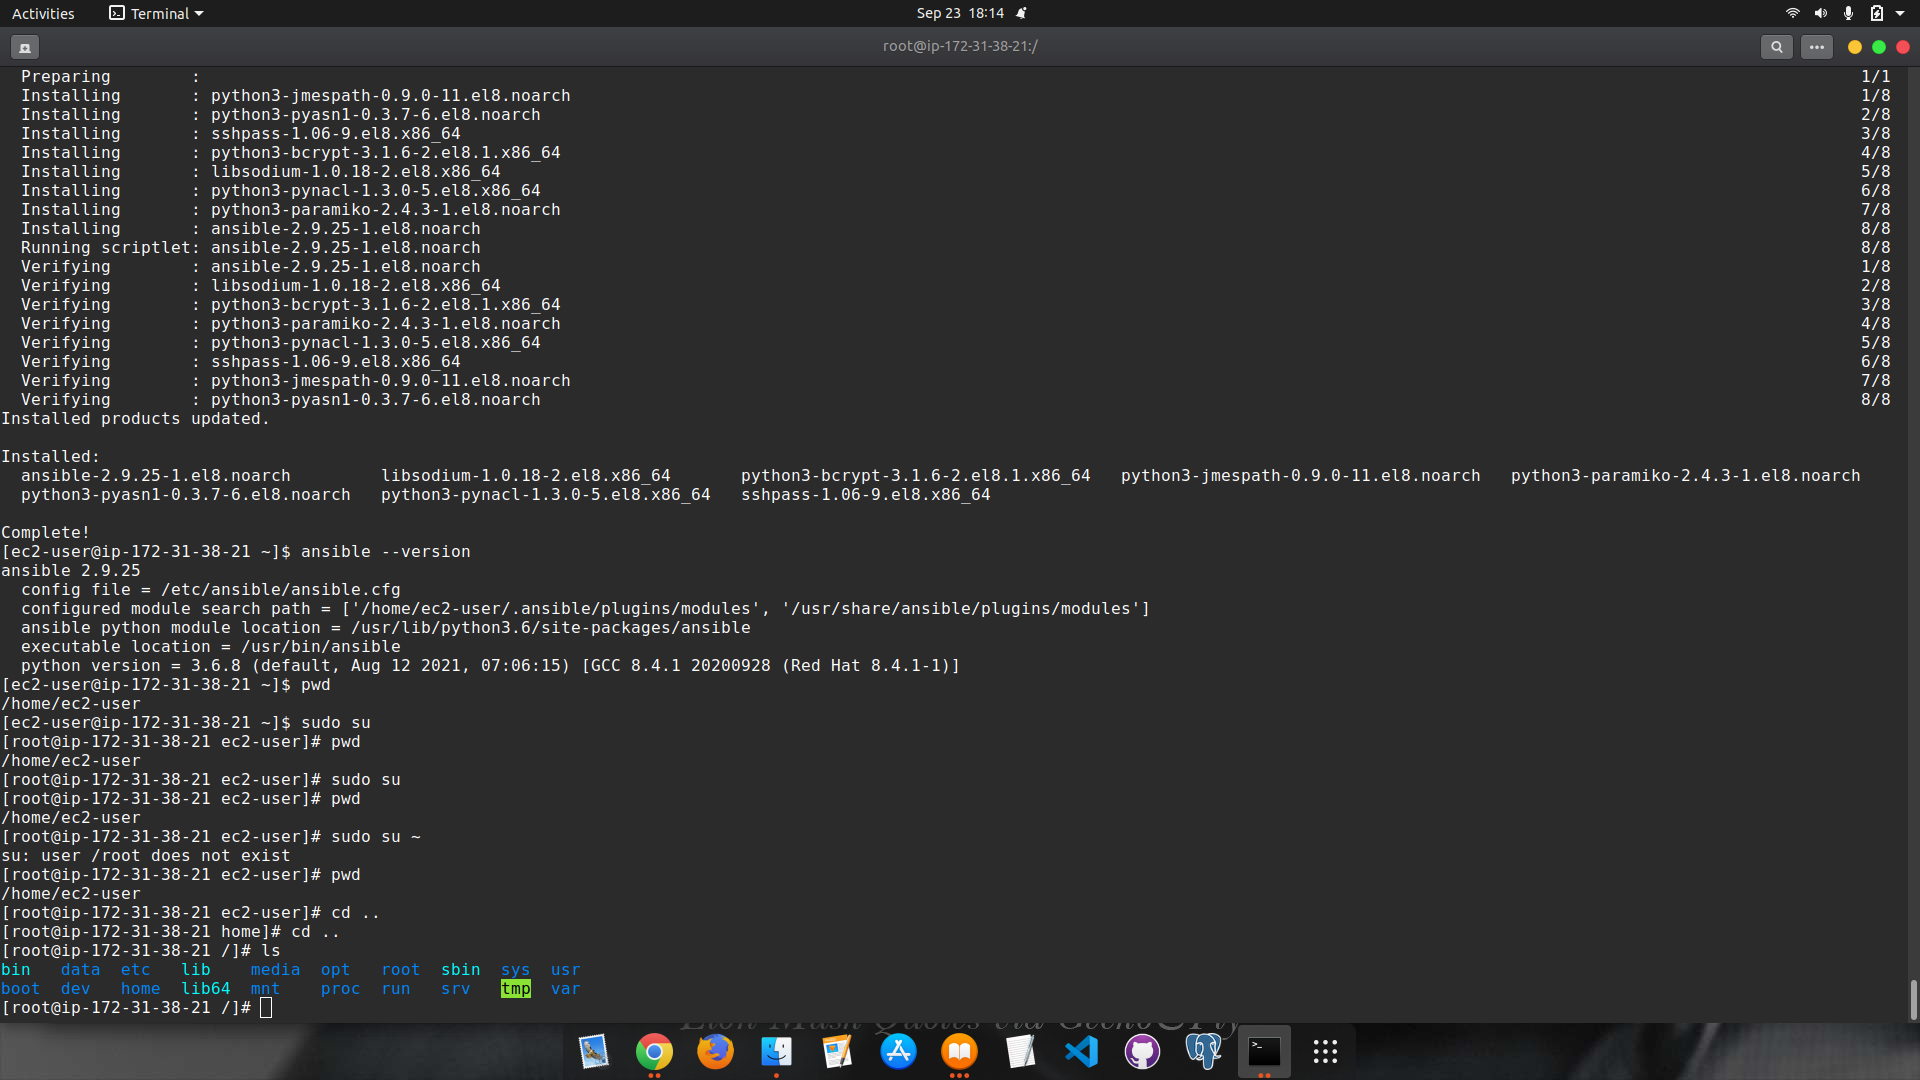 Activities Terminal Sep 23 18:14
root@ip-172-31-38-21:/
Preparing : 1/1
Installing : python3-jmespath-0.9.0-11.el8.noarch 1/8
Installing : python3-pyasn1-0.3.7-6.el8.noarch 2/8
Installing : sshpass-1.06-9.el8.x86_64 3/8
Installing : python3-bcrypt-3.1.6-2.el8.1.x86_64 4/8
Installing : libsodium-1.0.18-2.el8.x86_64 5/8
Installing : python3-pynacl-1.3.0-5.el8.x86_64 6/8
Installing : python3-paramiko-2.4.3-1.el8.noarch 7/8
Installing : ansible-2.9.25-1.el8.noarch 8/8
Running scriptlet: ansible-2.9.25-1.el8.noarch 8/8
Verifying : ansible-2.9.25-1.el8.noarch 1/8
Verifying : libsodium-1.0.18-2.el8.x86_64 2/8
Verifying : python3-bcrypt-3.1.6-2.el8.1.x86_64 3/8
Verifying : python3-paramiko-2.4.3-1.el8.noarch 4/8
Verifying : python3-pynacl-1.3.0-5.el8.x86_64 5/8
Verifying : sshpass-1.06-9.el8.x86_64 6/8
Verifying : python3-jmespath-0.9.0-11.el8.noarch 7/8
Verifying : python3-pyasn1-0.3.7-6.el8.noarch 8/8
Installed products updated.
Installed:
ansible-2.9.25-1.el8.noarch libsodium-1.0.18-2.el8.x86_64 python3-bcrypt-3.1.6-2.el8.1.x86_64 python3-jmespath-0.9.0-11.el8.noarch python3-paramiko-2.4.3-1.el8.noarch
python3-pyasn1-0.3.7-6.el8.noarch python3-pynacl-1.3.0-5.el8.x86_64 sshpass-1.06-9.el8.x86_64
Complete!
[ec2-user@ip-172-31-38-21 ~]$ ansible --version
ansible 2.9.25
config file = /etc/ansible/ansible.cfg
configured module search path = ['/home/ec2-user/.ansible/plugins/modules', '/usr/share/ansible/plugins/modules']
ansible python module location = /usr/lib/python3.6/site-packages/ansible
executable location = /usr/bin/ansible
python version = 3.6.8 (default, Aug 12 2021, 07:06:15) [GCC 8.4.1 20200928 (Red Hat 8.4.1-1)]
[ec2-user@ip-172-31-38-21 ~]$ pwd
/home/ec2-user
[ec2-user@ip-172-31-38-21 ~]$ sudo su
[root@ip-172-31-38-21 ec2-user]# pwd
/home/ec2-user
[root@ip-172-31-38-21 ec2-user]# sudo su
[root@ip-172-31-38-21 ec2-user]# pwd
/home/ec2-user
[root@ip-172-31-38-21 ec2-user]# sudo su ~
su: user /root does not exist
[root@ip-172-31-38-21 ec2-user]# pwd
/home/ec2-user
[root@ip-172-31-38-21 ec2-user]# cd ..
[root@ip-172-31-38-21 home]# cd ..
[root@ip-172-31-38-21 /]# ls
bin data etc lib media opt root sbin sys usr
boot dev home lib64 mnt proc run srv tmp var
[root@ip-172-31-38-21 /]#